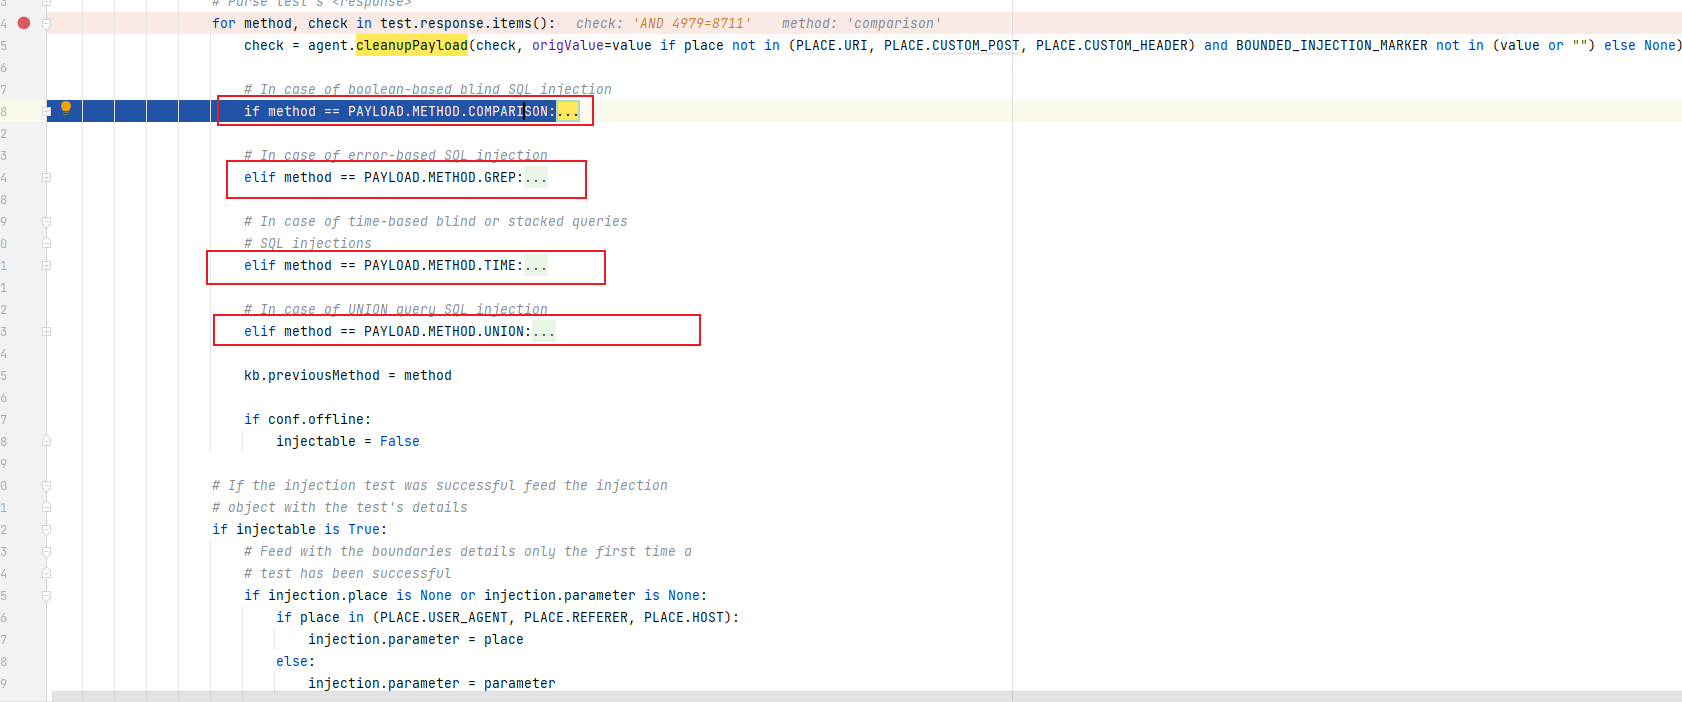 3 # Parse test's <response>
4 for method, check in test.response.items(): check: 'AND 4979=8711' method: 'comparison'
5 check = agent.cleanupPayload(check, origValue=value if place not in (PLACE.URI, PLACE.CUSTOM_POST, PLACE.CUSTOM_HEADER) and BOUNDED_INJECTION_MARKER not in (value or "") else None)
6
7 # In case of boolean-based blind SQL injection
8 if method == PAYLOAD.METHOD.COMPARISON:...
2
3 # In case of error-based SQL injection
4 elif method == PAYLOAD.METHOD.GREP:...
8
9 # In case of time-based blind or stacked queries
0 # SQL injections
1 elif method == PAYLOAD.METHOD.TIME:...
1
2 # In case of UNION query SQL injection
3 elif method == PAYLOAD.METHOD.UNION:...
4
5 kb.previousMethod = method
6
7 if conf.offline:
8 injectable = False
9
0 # If the injection test was successful feed the injection
1 # object with the test's details
2 if injectable is True:
3 # Feed with the boundaries details only the first time a
4 # test has been successful
5 if injection.place is None or injection.parameter is None:
6 if place in (PLACE.USER_AGENT, PLACE.REFERER, PLACE.HOST):
7 injection.parameter = place
8 else:
9 injection.parameter = parameter